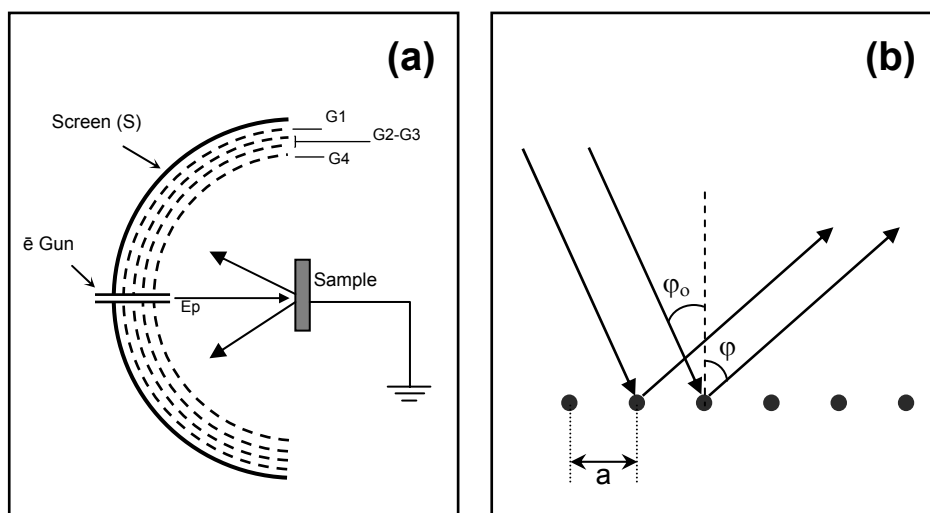 (a)
G1
Screen (S)
G2-G3
G4
ē Gun
Sample
Ep
(b)
φo
φ
a